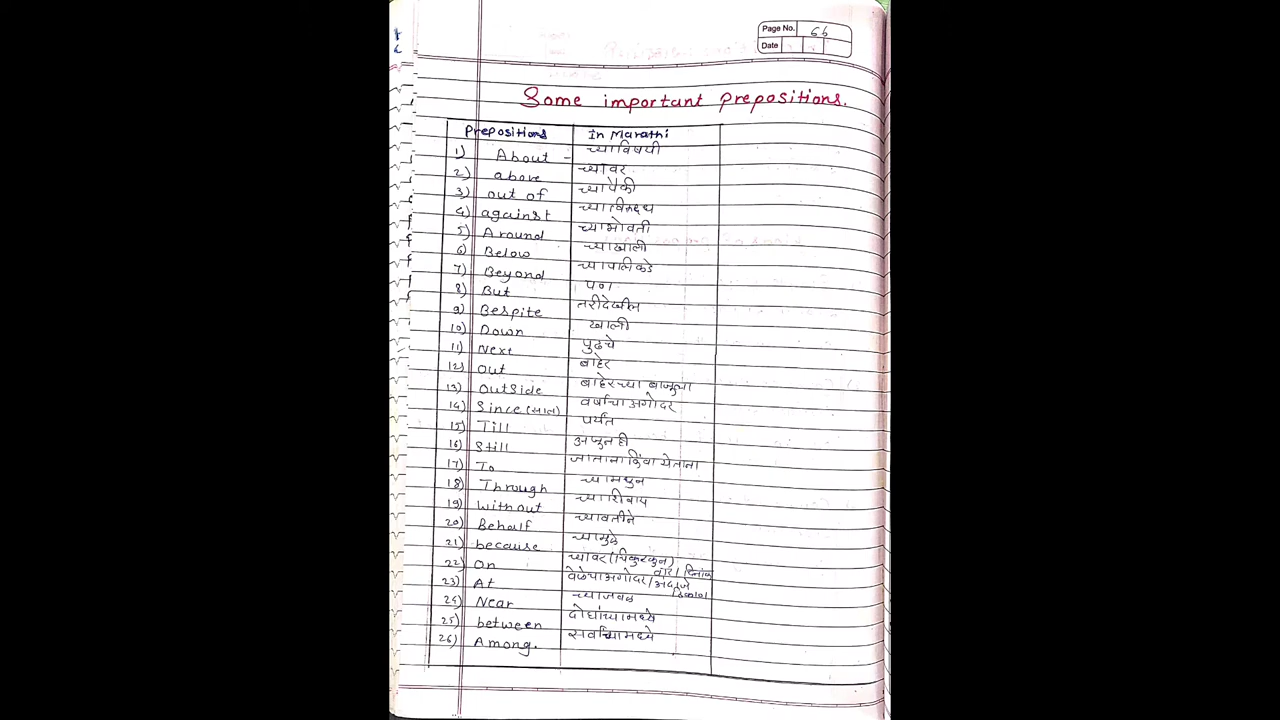 Page No. 66
Date
Some important prepositions.
Prepositions In Marathi
1) About - च्याविषयी
2) above च्यावर
3) out of च्यापैकी
4) against च्याविरुद्ध
5) Around च्याभोवती
6) Below च्याखाली
7) Beyond च्यापलिकडे
8) But पण
9) Bespite तरीदेखील
10) Down खाली
11) Next पुढचे
12) out बाहेर
13) outside बाहेरच्या बाजूला
14) Since (साल) वर्षाचा अगोदर
15) Till पर्यंत
16) Still अजुन ही
17) To जाताना किंवा येताना
18) Through च्यामधुन
19) without च्याशिवाय
20) Behalf च्यावतीने
21) because च्यामुळे
22) on च्यावर (चिकुरकुन) वार / दिनांक
23) At वेळेचा अगोदर / अंदाजे ठिकाण
24) Near च्याजवळ
25) between दोघांच्यामध्ये
26) Among. सर्वांच्यामध्ये